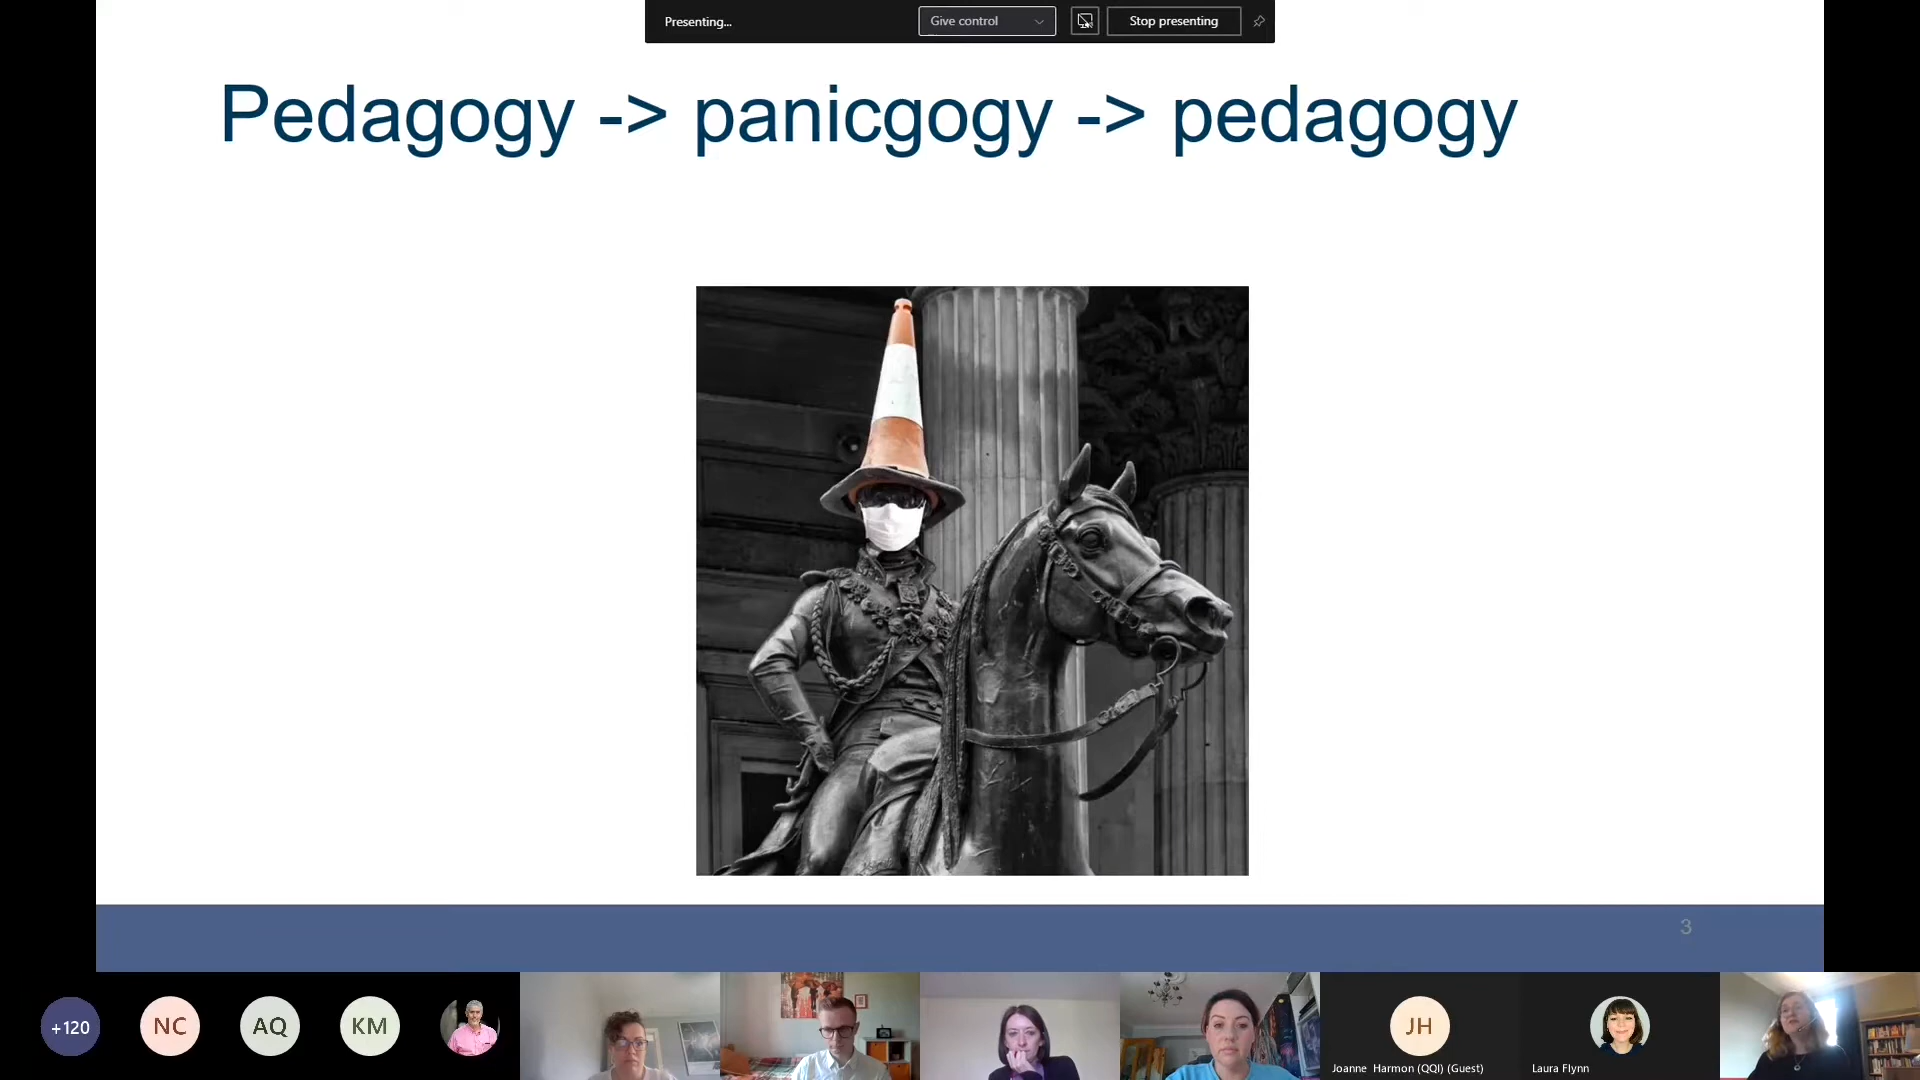 Presenting...
Give control
Stop presenting
Pedagogy -> panicgogy -> pedagogy
3
+120
NC
AQ
KM
JH
Joanne Harmon (QQI) (Guest)
Laura Flynn